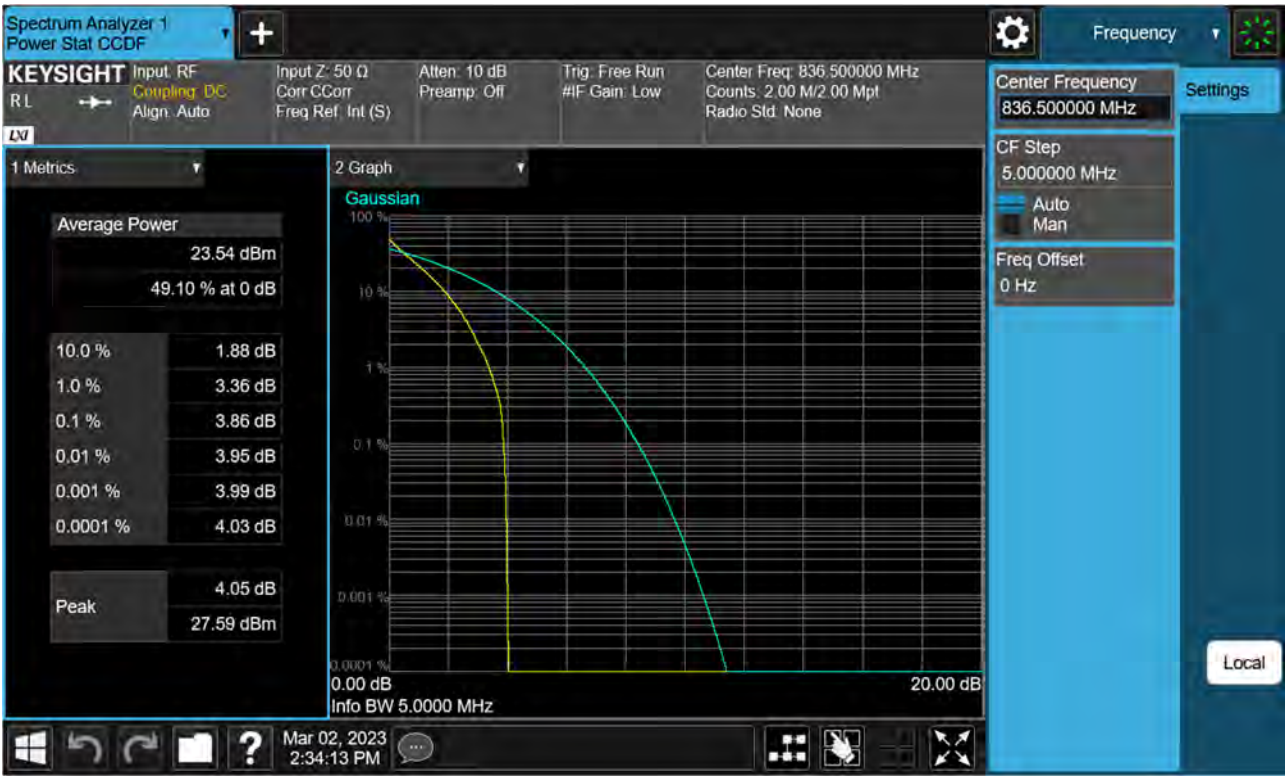 Spectrum Analyzer 1
Power Stat CCDF
+
Frequency
KEYSIGHT
RL
LXI
Input: RF
Coupling: DC
Align: Auto
Input Z: 50 Ω
Corr CCorr
Freq Ref: Int (S)
Atten: 10 dB
Preamp: Off
Trig: Free Run
#IF Gain: Low
Center Freq: 836.500000 MHz
Counts: 2.00 M/2.00 Mpt
Radio Std: None
Center Frequency
836.500000 MHz
Settings
CF Step
5.000000 MHz
Auto
Man
Freq Offset
0 Hz
1 Metrics
Average Power
23.54 dBm
49.10 % at 0 dB
10.0 % 1.88 dB
1.0 % 3.36 dB
0.1 % 3.86 dB
0.01 % 3.95 dB
0.001 % 3.99 dB
0.0001 % 4.03 dB
Peak 4.05 dB
27.59 dBm
2 Graph
Gaussian
100 %
10 %
1 %
0.1 %
0.01 %
0.001 %
0.0001 %
0.00 dB 20.00 dB
Info BW 5.0000 MHz
Local
?
Mar 02, 2023
2:34:13 PM